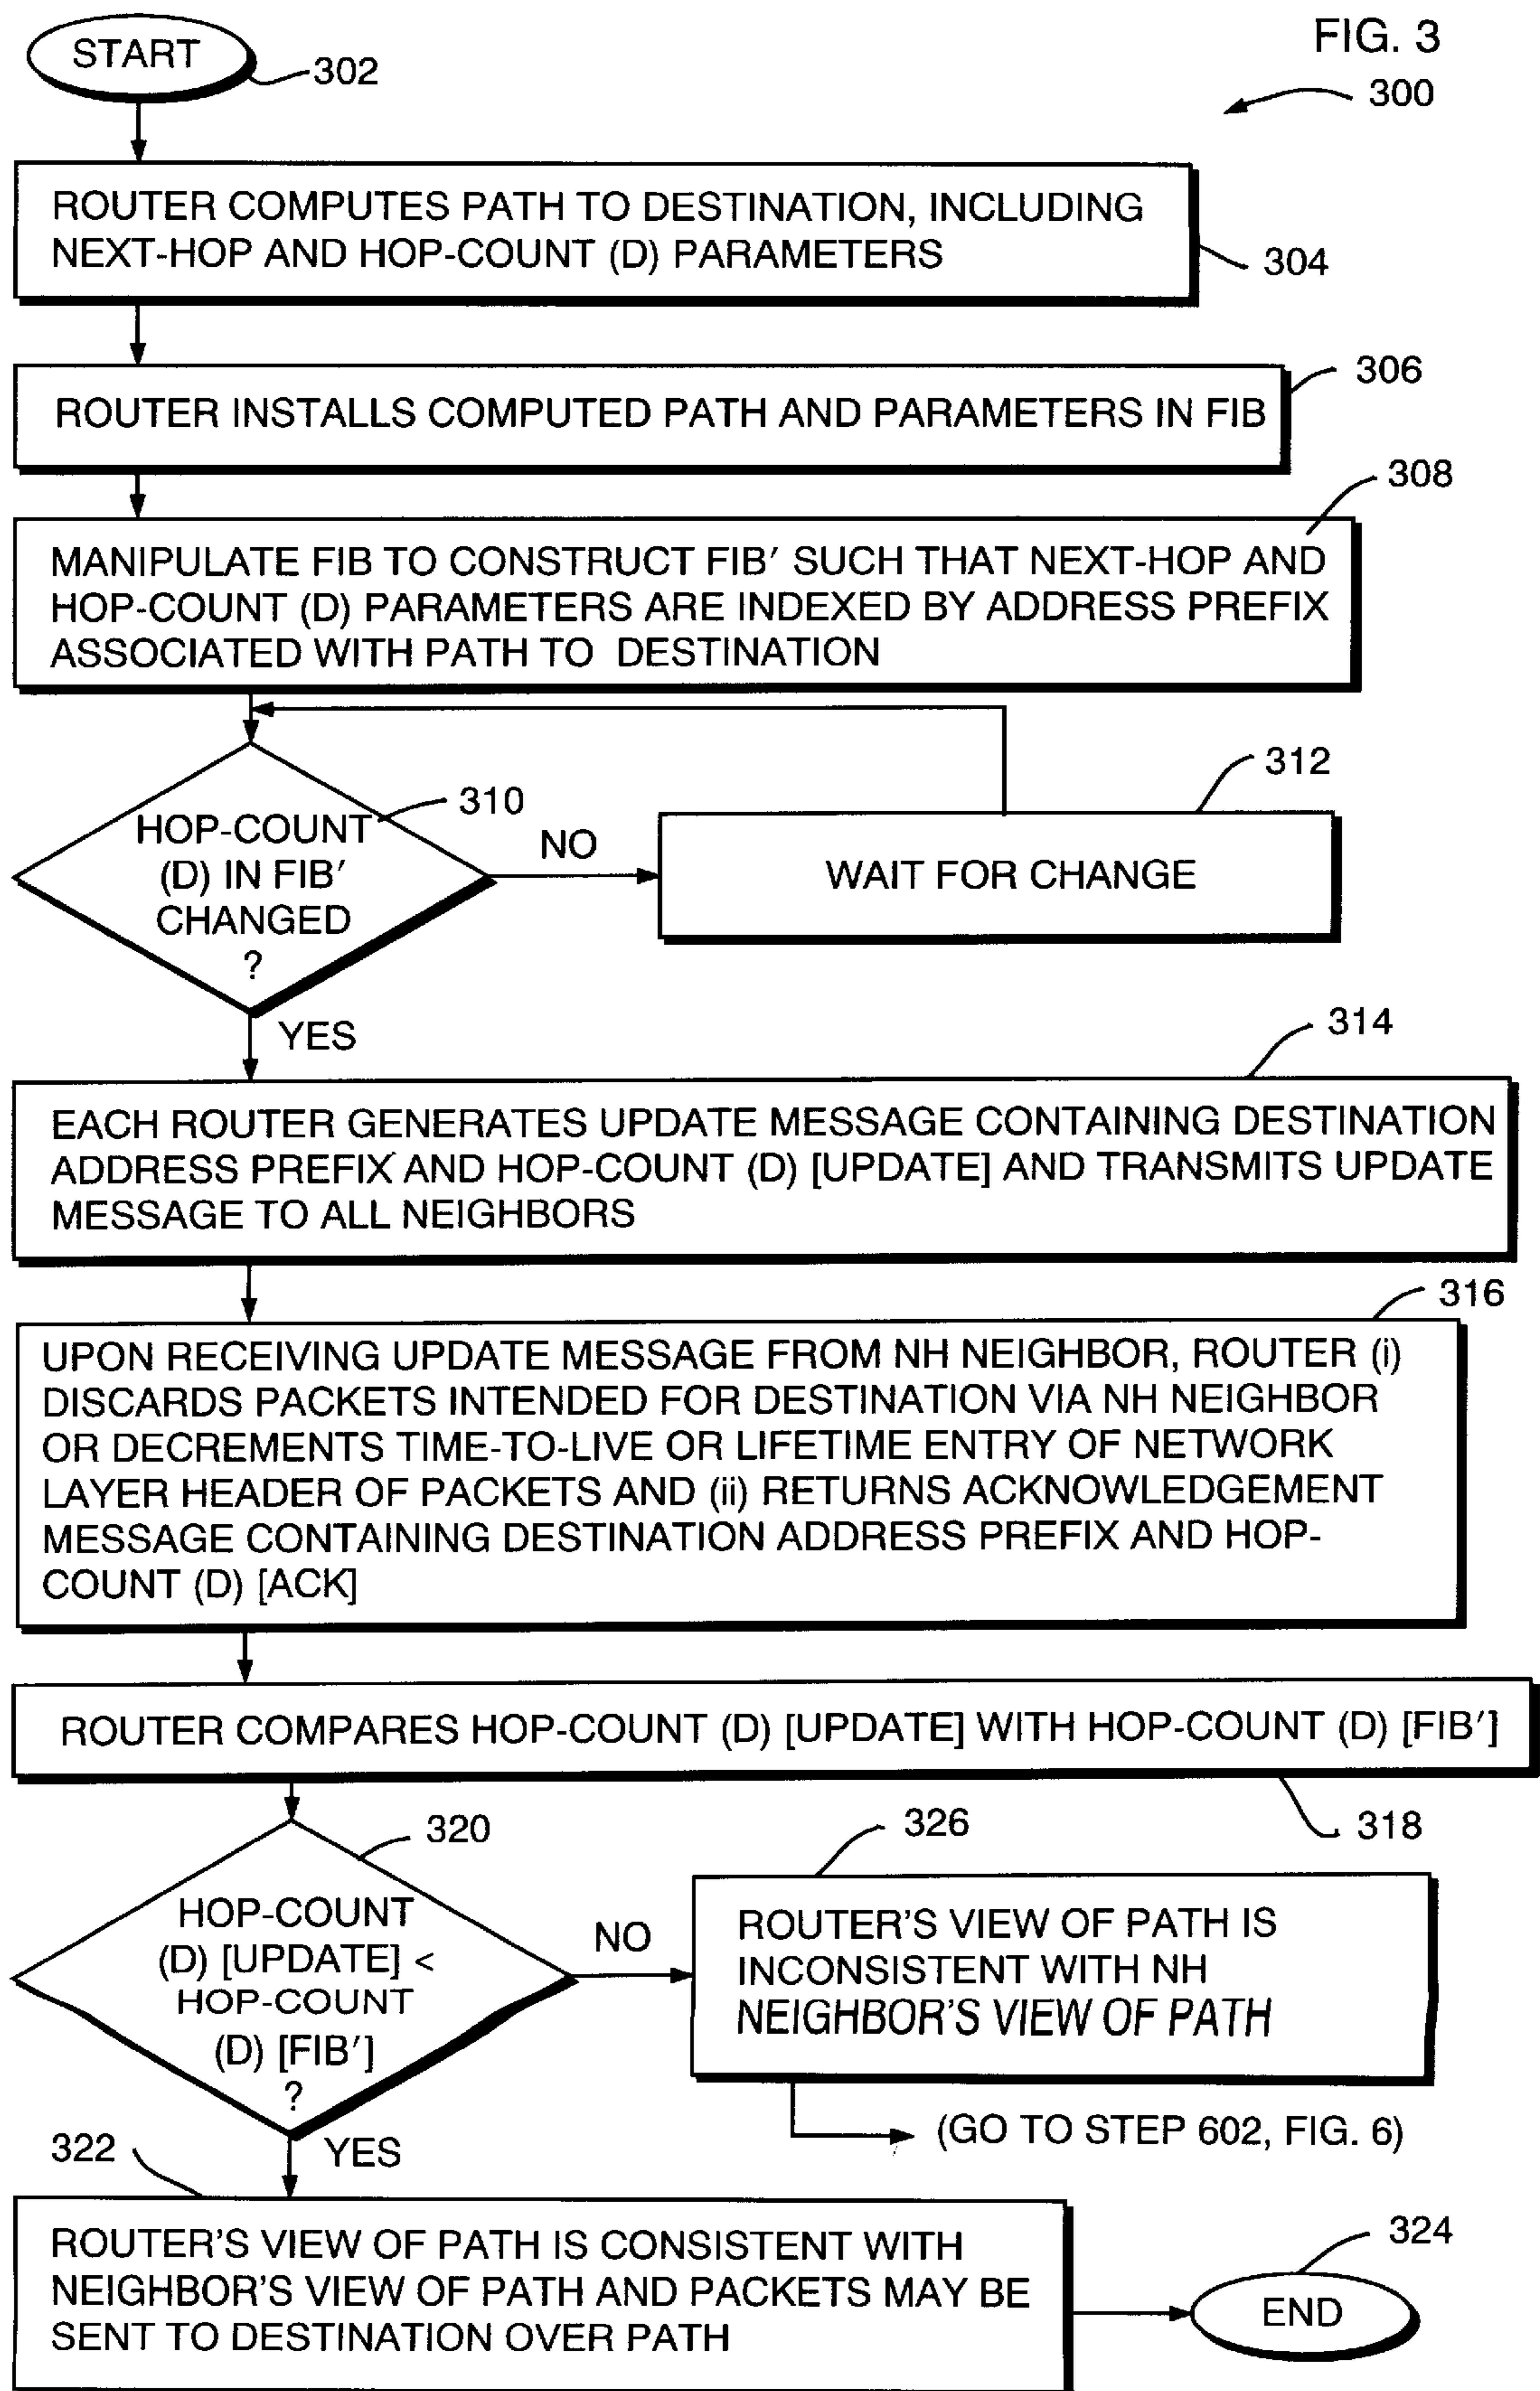 FIG. 3
300
START
302
ROUTER COMPUTES PATH TO DESTINATION, INCLUDING
NEXT-HOP AND HOP-COUNT (D) PARAMETERS
304
306
ROUTER INSTALLS COMPUTED PATH AND PARAMETERS IN FIB
308
MANIPULATE FIB TO CONSTRUCT FIB' SUCH THAT NEXT-HOP AND
HOP-COUNT (D) PARAMETERS ARE INDEXED BY ADDRESS PREFIX
ASSOCIATED WITH PATH TO DESTINATION
310
HOP-COUNT
(D) IN FIB'
CHANGED
?
NO
312
WAIT FOR CHANGE
YES
314
EACH ROUTER GENERATES UPDATE MESSAGE CONTAINING DESTINATION
ADDRESS PREFIX AND HOP-COUNT (D) [UPDATE] AND TRANSMITS UPDATE
MESSAGE TO ALL NEIGHBORS
316
UPON RECEIVING UPDATE MESSAGE FROM NH NEIGHBOR, ROUTER (i)
DISCARDS PACKETS INTENDED FOR DESTINATION VIA NH NEIGHBOR
OR DECREMENTS TIME-TO-LIVE OR LIFETIME ENTRY OF NETWORK
LAYER HEADER OF PACKETS AND (ii) RETURNS ACKNOWLEDGEMENT
MESSAGE CONTAINING DESTINATION ADDRESS PREFIX AND HOP-
COUNT (D) [ACK]
ROUTER COMPARES HOP-COUNT (D) [UPDATE] WITH HOP-COUNT (D) [FIB']
318
320
HOP-COUNT
(D) [UPDATE] <
HOP-COUNT
(D) [FIB']
?
NO
326
ROUTER'S VIEW OF PATH IS
INCONSISTENT WITH NH
NEIGHBOR'S VIEW OF PATH
(GO TO STEP 602, FIG. 6)
YES
322
ROUTER'S VIEW OF PATH IS CONSISTENT WITH
NEIGHBOR'S VIEW OF PATH AND PACKETS MAY BE
SENT TO DESTINATION OVER PATH
324
END